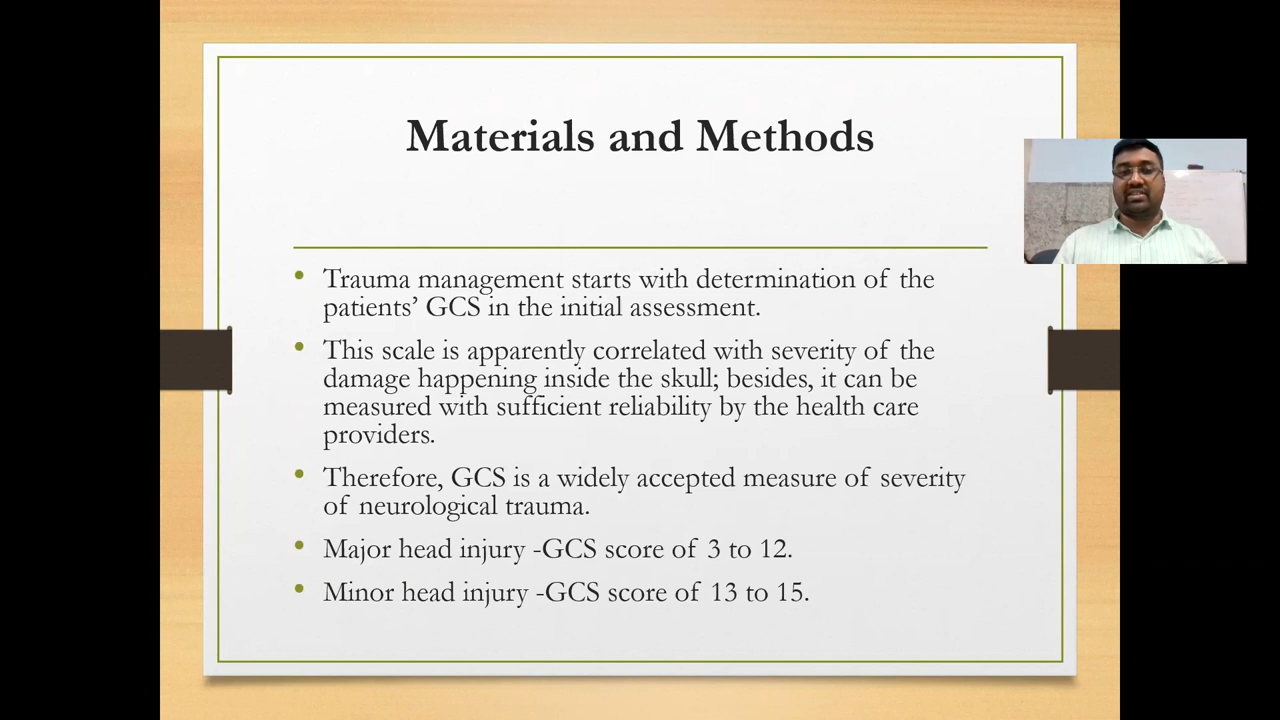 Materials and Methods
• Trauma management starts with determination of the
patients’ GCS in the initial assessment.
• This scale is apparently correlated with severity of the
damage happening inside the skull; besides, it can be
measured with sufficient reliability by the health care
providers.
• Therefore, GCS is a widely accepted measure of severity
of neurological trauma.
• Major head injury -GCS score of 3 to 12.
• Minor head injury -GCS score of 13 to 15.